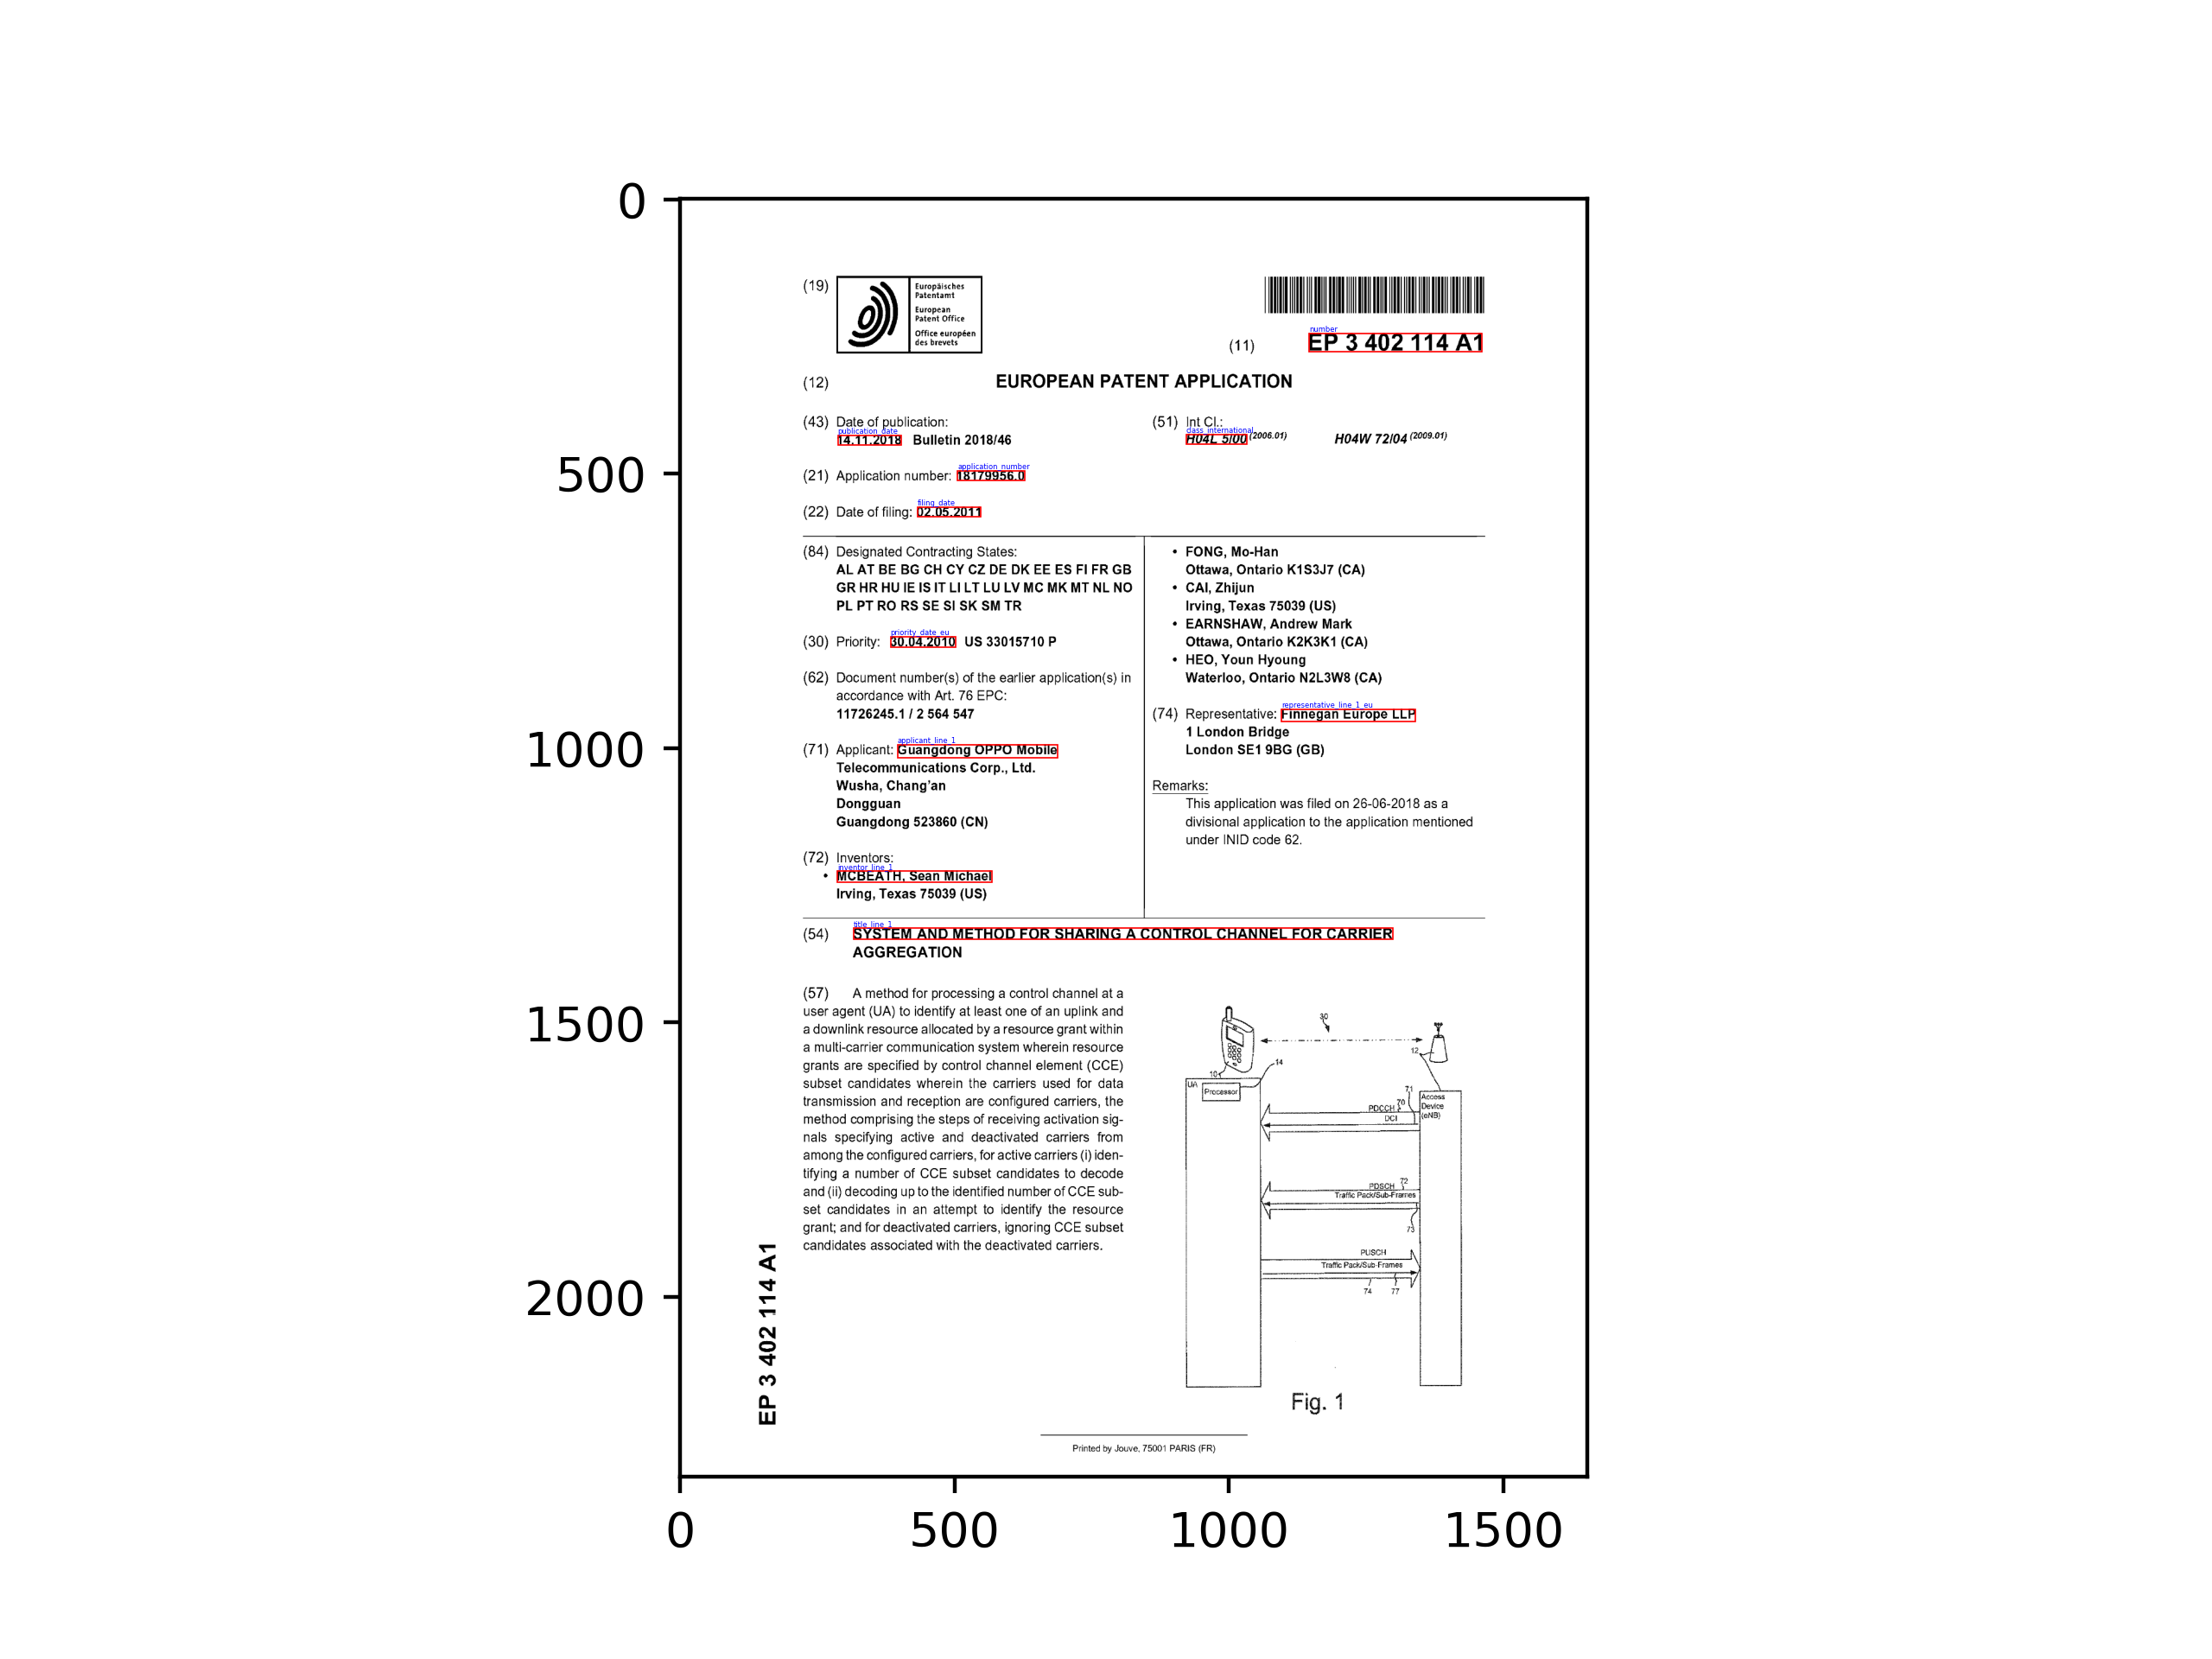 0
500
1000
1500
2000
0
500
1000
1500
(19)
Europäisches
Patentamt
European
Patent Office
Office européen
des brevets
number
(11)
EP 3 402 114 A1
(12)
EUROPEAN PATENT APPLICATION
(43) Date of publication:
publication_date
14.11.2018 Bulletin 2018/46
(51) Int Cl.:
class_international
H04L 5/00 (2006.01) H04W 72/04 (2009.01)
application_number
(21) Application number: 18179956.0
filing_date
(22) Date of filing: 02.05.2011
(84) Designated Contracting States:
AL AT BE BG CH CY CZ DE DK EE ES FI FR GB
GR HR HU IE IS IT LI LT LU LV MC MK MT NL NO
PL PT RO RS SE SI SK SM TR
priority_date_eu
(30) Priority: 30.04.2010 US 33015710 P
(62) Document number(s) of the earlier application(s) in
accordance with Art. 76 EPC:
11726245.1 / 2 564 547
applicant_line_1
(71) Applicant: Guangdong OPPO Mobile
Telecommunications Corp., Ltd.
Wusha, Chang’an
Dongguan
Guangdong 523860 (CN)
(72) Inventors:
inventor_line_1
• MCBEATH, Sean Michael
Irving, Texas 75039 (US)
• FONG, Mo-Han
Ottawa, Ontario K1S3J7 (CA)
• CAI, Zhijun
Irving, Texas 75039 (US)
• EARNSHAW, Andrew Mark
Ottawa, Ontario K2K3K1 (CA)
• HEO, Youn Hyoung
Waterloo, Ontario N2L3W8 (CA)
representative_line_1_eu
(74) Representative: Finnegan Europe LLP
1 London Bridge
London SE1 9BG (GB)
Remarks:
This application was filed on 26-06-2018 as a
divisional application to the application mentioned
under INID code 62.
title_line_1
(54) SYSTEM AND METHOD FOR SHARING A CONTROL CHANNEL FOR CARRIER
AGGREGATION
(57) A method for processing a control channel at a
user agent (UA) to identify at least one of an uplink and
a downlink resource allocated by a resource grant within
a multi-carrier communication system wherein resource
grants are specified by control channel element (CCE)
subset candidates wherein the carriers used for data
transmission and reception are configured carriers, the
method comprising the steps of receiving activation sig-
nals specifying active and deactivated carriers from
among the configured carriers, for active carriers (i) iden-
tifying a number of CCE subset candidates to decode
and (ii) decoding up to the identified number of CCE sub-
set candidates in an attempt to identify the resource
grant; and for deactivated carriers, ignoring CCE subset
candidates associated with the deactivated carriers.
30
12
14
10
UA
Processor
71
Access
Device
(eNB)
PDCCH 70
DCI
PDSCH 72
Traffic Pack/Sub-Frames
73
PUSCH
Traffic Pack/Sub-Frames
74 77
Fig. 1
EP 3 402 114 A1
Printed by Jouve, 75001 PARIS (FR)